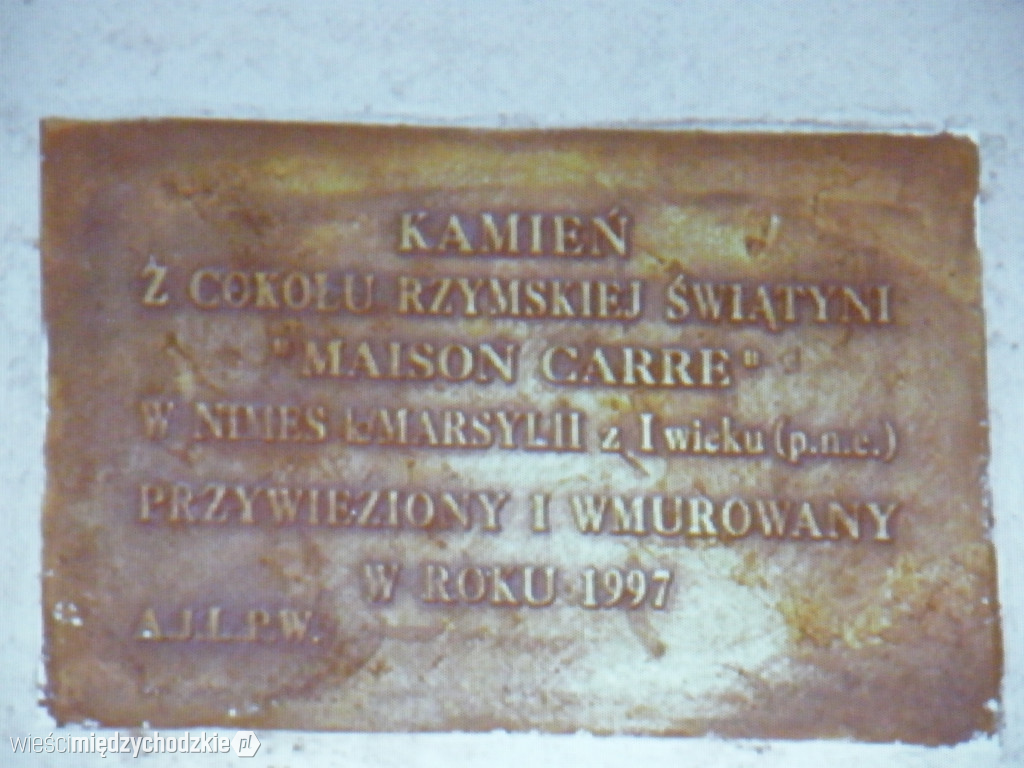 KAMIEŃ
Z COKOŁU RZYMSKIEJ ŚWIĄTYNI
"MAISON CARRE"
W NIMES k.MARSYLII z I wieku (p.n.e.)
PRZYWIEZIONY I WMUROWANY
W ROKU 1997
A.J.L.P.W.
wieścimiędzychodzkie pl